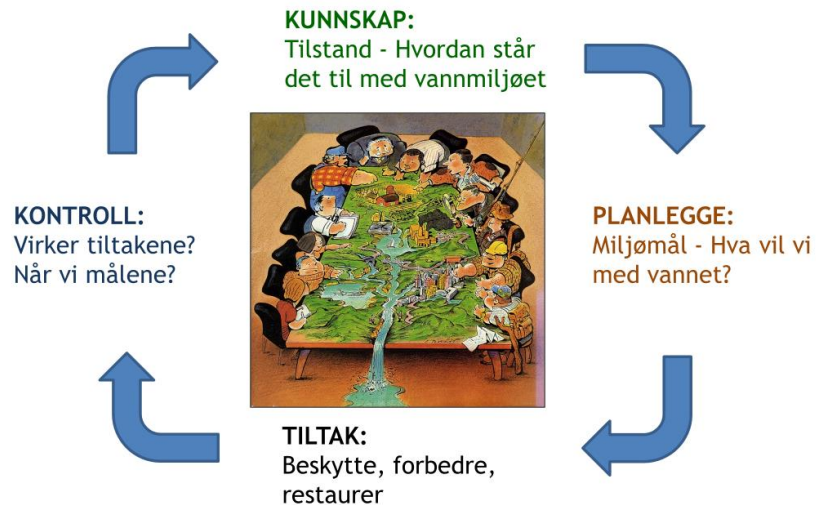 KUNNSKAP:
Tilstand - Hvordan står
det til med vannmiljøet
PLANLEGGE:
Miljømål - Hva vil vi
med vannet?
TILTAK:
Beskytte, forbedre,
restaurer
KONTROLL:
Virker tiltakene?
Når vi målene?